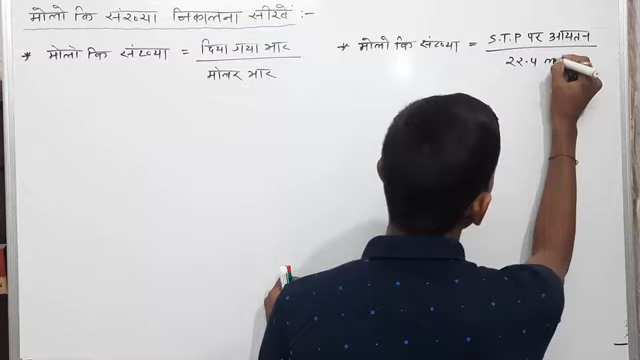 मोलो कि संख्या निकालना सीखें :-
* मोलो कि संख्या = दिया गया भार / मोलर भार
* मोलो कि संख्या = S.T.P पर आयतन / २२.४